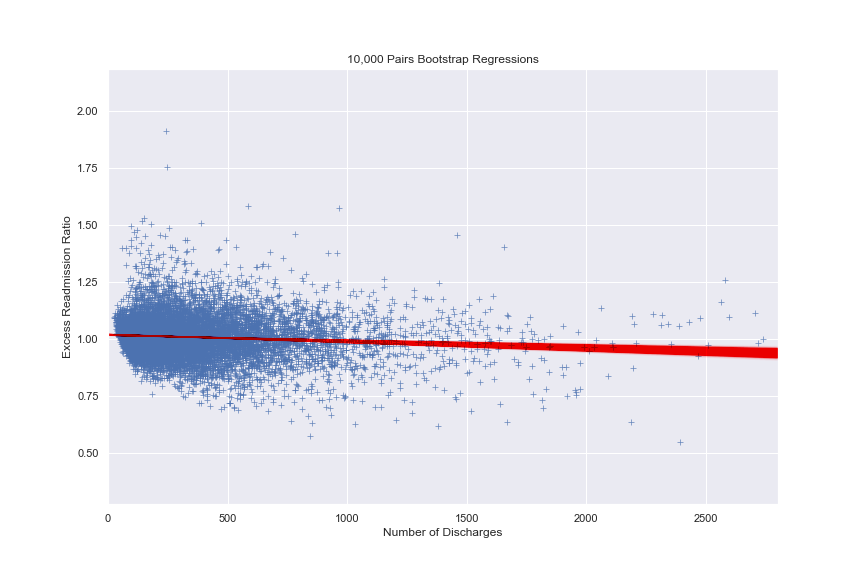 10,000 Pairs Bootstrap Regressions
2.00
1.75
1.50
1.25
1.00
0.75
0.50
Excess Readmission Ratio
0 500 1000 1500 2000 2500
Number of Discharges